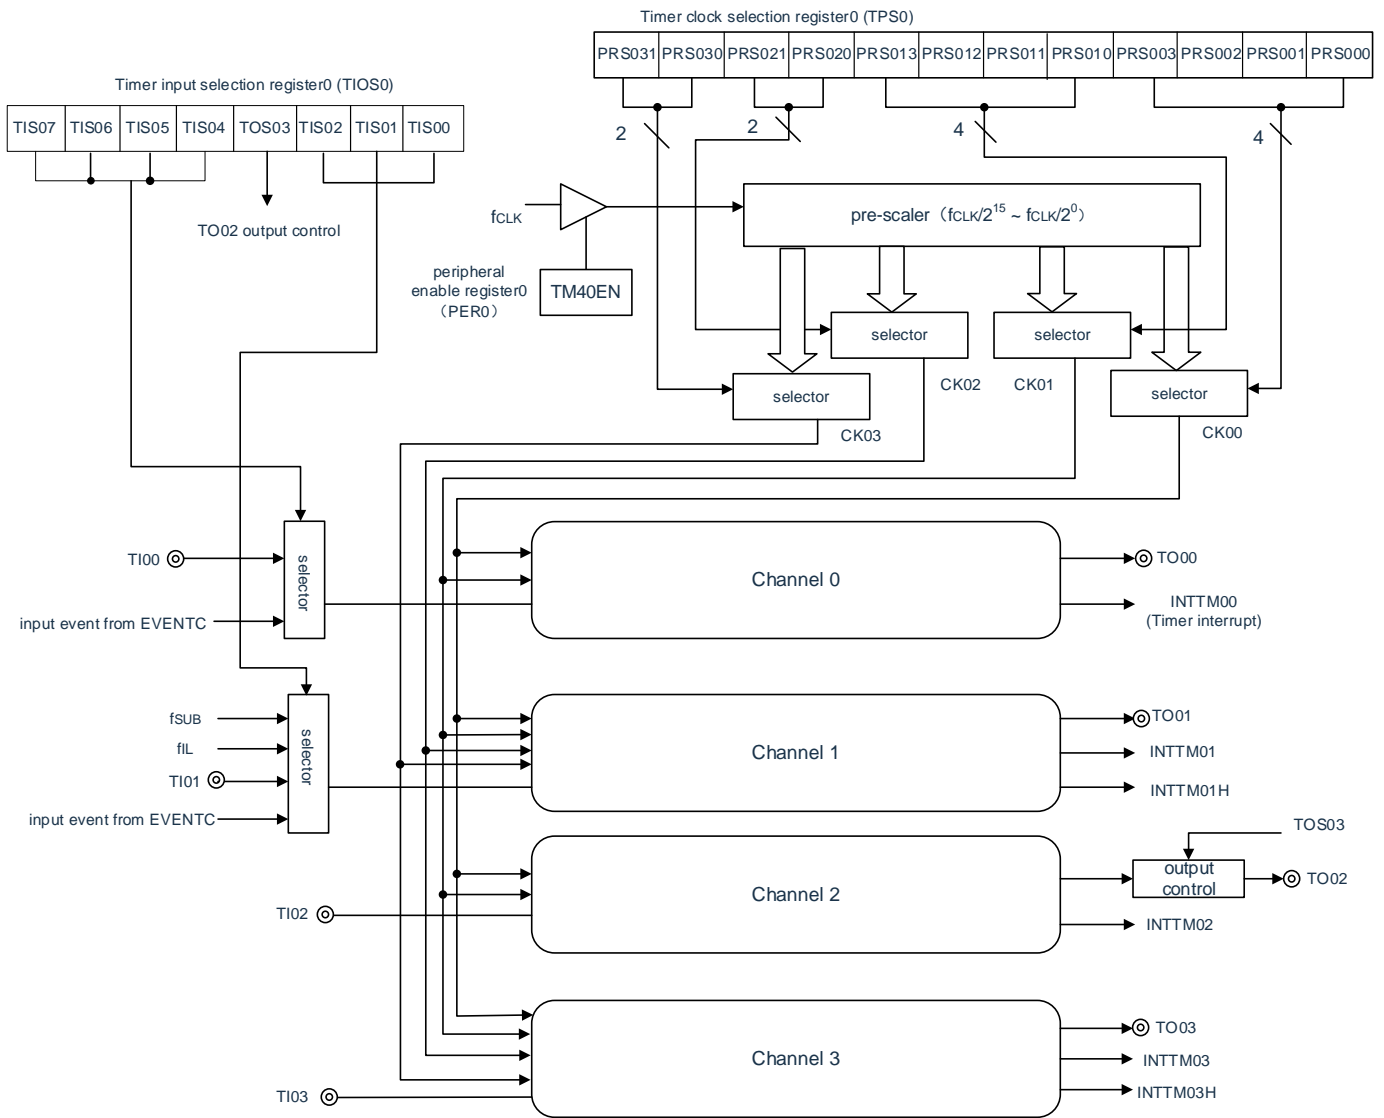 Timer clock selection register0 (TPS0)
PRS031 PRS030 PRS021 PRS020 PRS013 PRS012 PRS011 PRS010 PRS003 PRS002 PRS001 PRS000
Timer input selection register0 (TIOS0)
TIS07 TIS06 TIS05 TIS04 TOS03 TIS02 TIS01 TIS00
2
2
4
4
TO02 output control
fCLK
pre-scaler（fCLK/2^15 ~ fCLK/2^0）
peripheral
enable register0
（PER0）
TM40EN
selector
selector
selector
selector
CK02
CK01
CK03
CK00
TI00
selector
input event from EVENTC
Channel 0
TO00
INTTM00
(Timer interrupt)
fSUB
fIL
TI01
input event from EVENTC
selector
Channel 1
TO01
INTTM01
INTTM01H
TOS03
Channel 2
output
control
TO02
TI02
INTTM02
Channel 3
TO03
INTTM03
INTTM03H
TI03